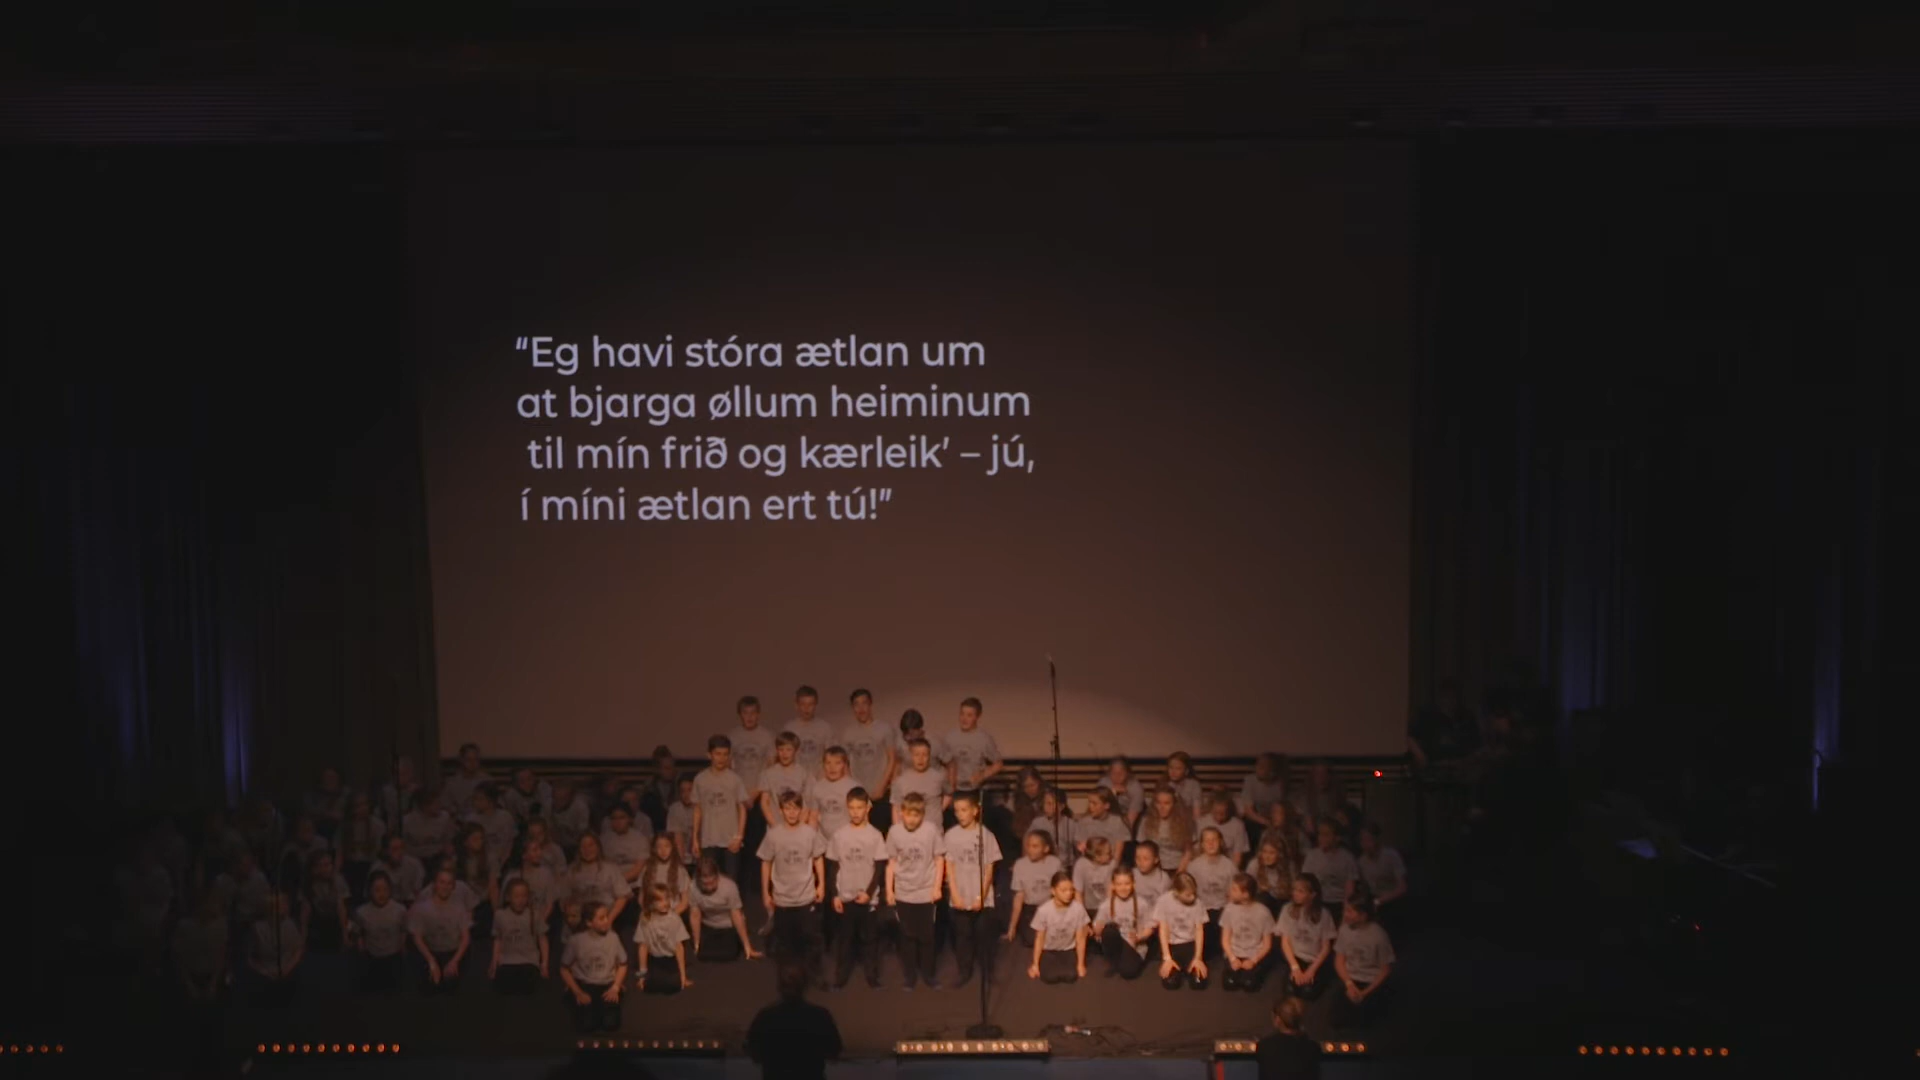 “Eg havi stóra ætlan um
at bjarga øllum heiminum
til mín frið og kærleik’ – jú,
í míni ætlan ert tú!”